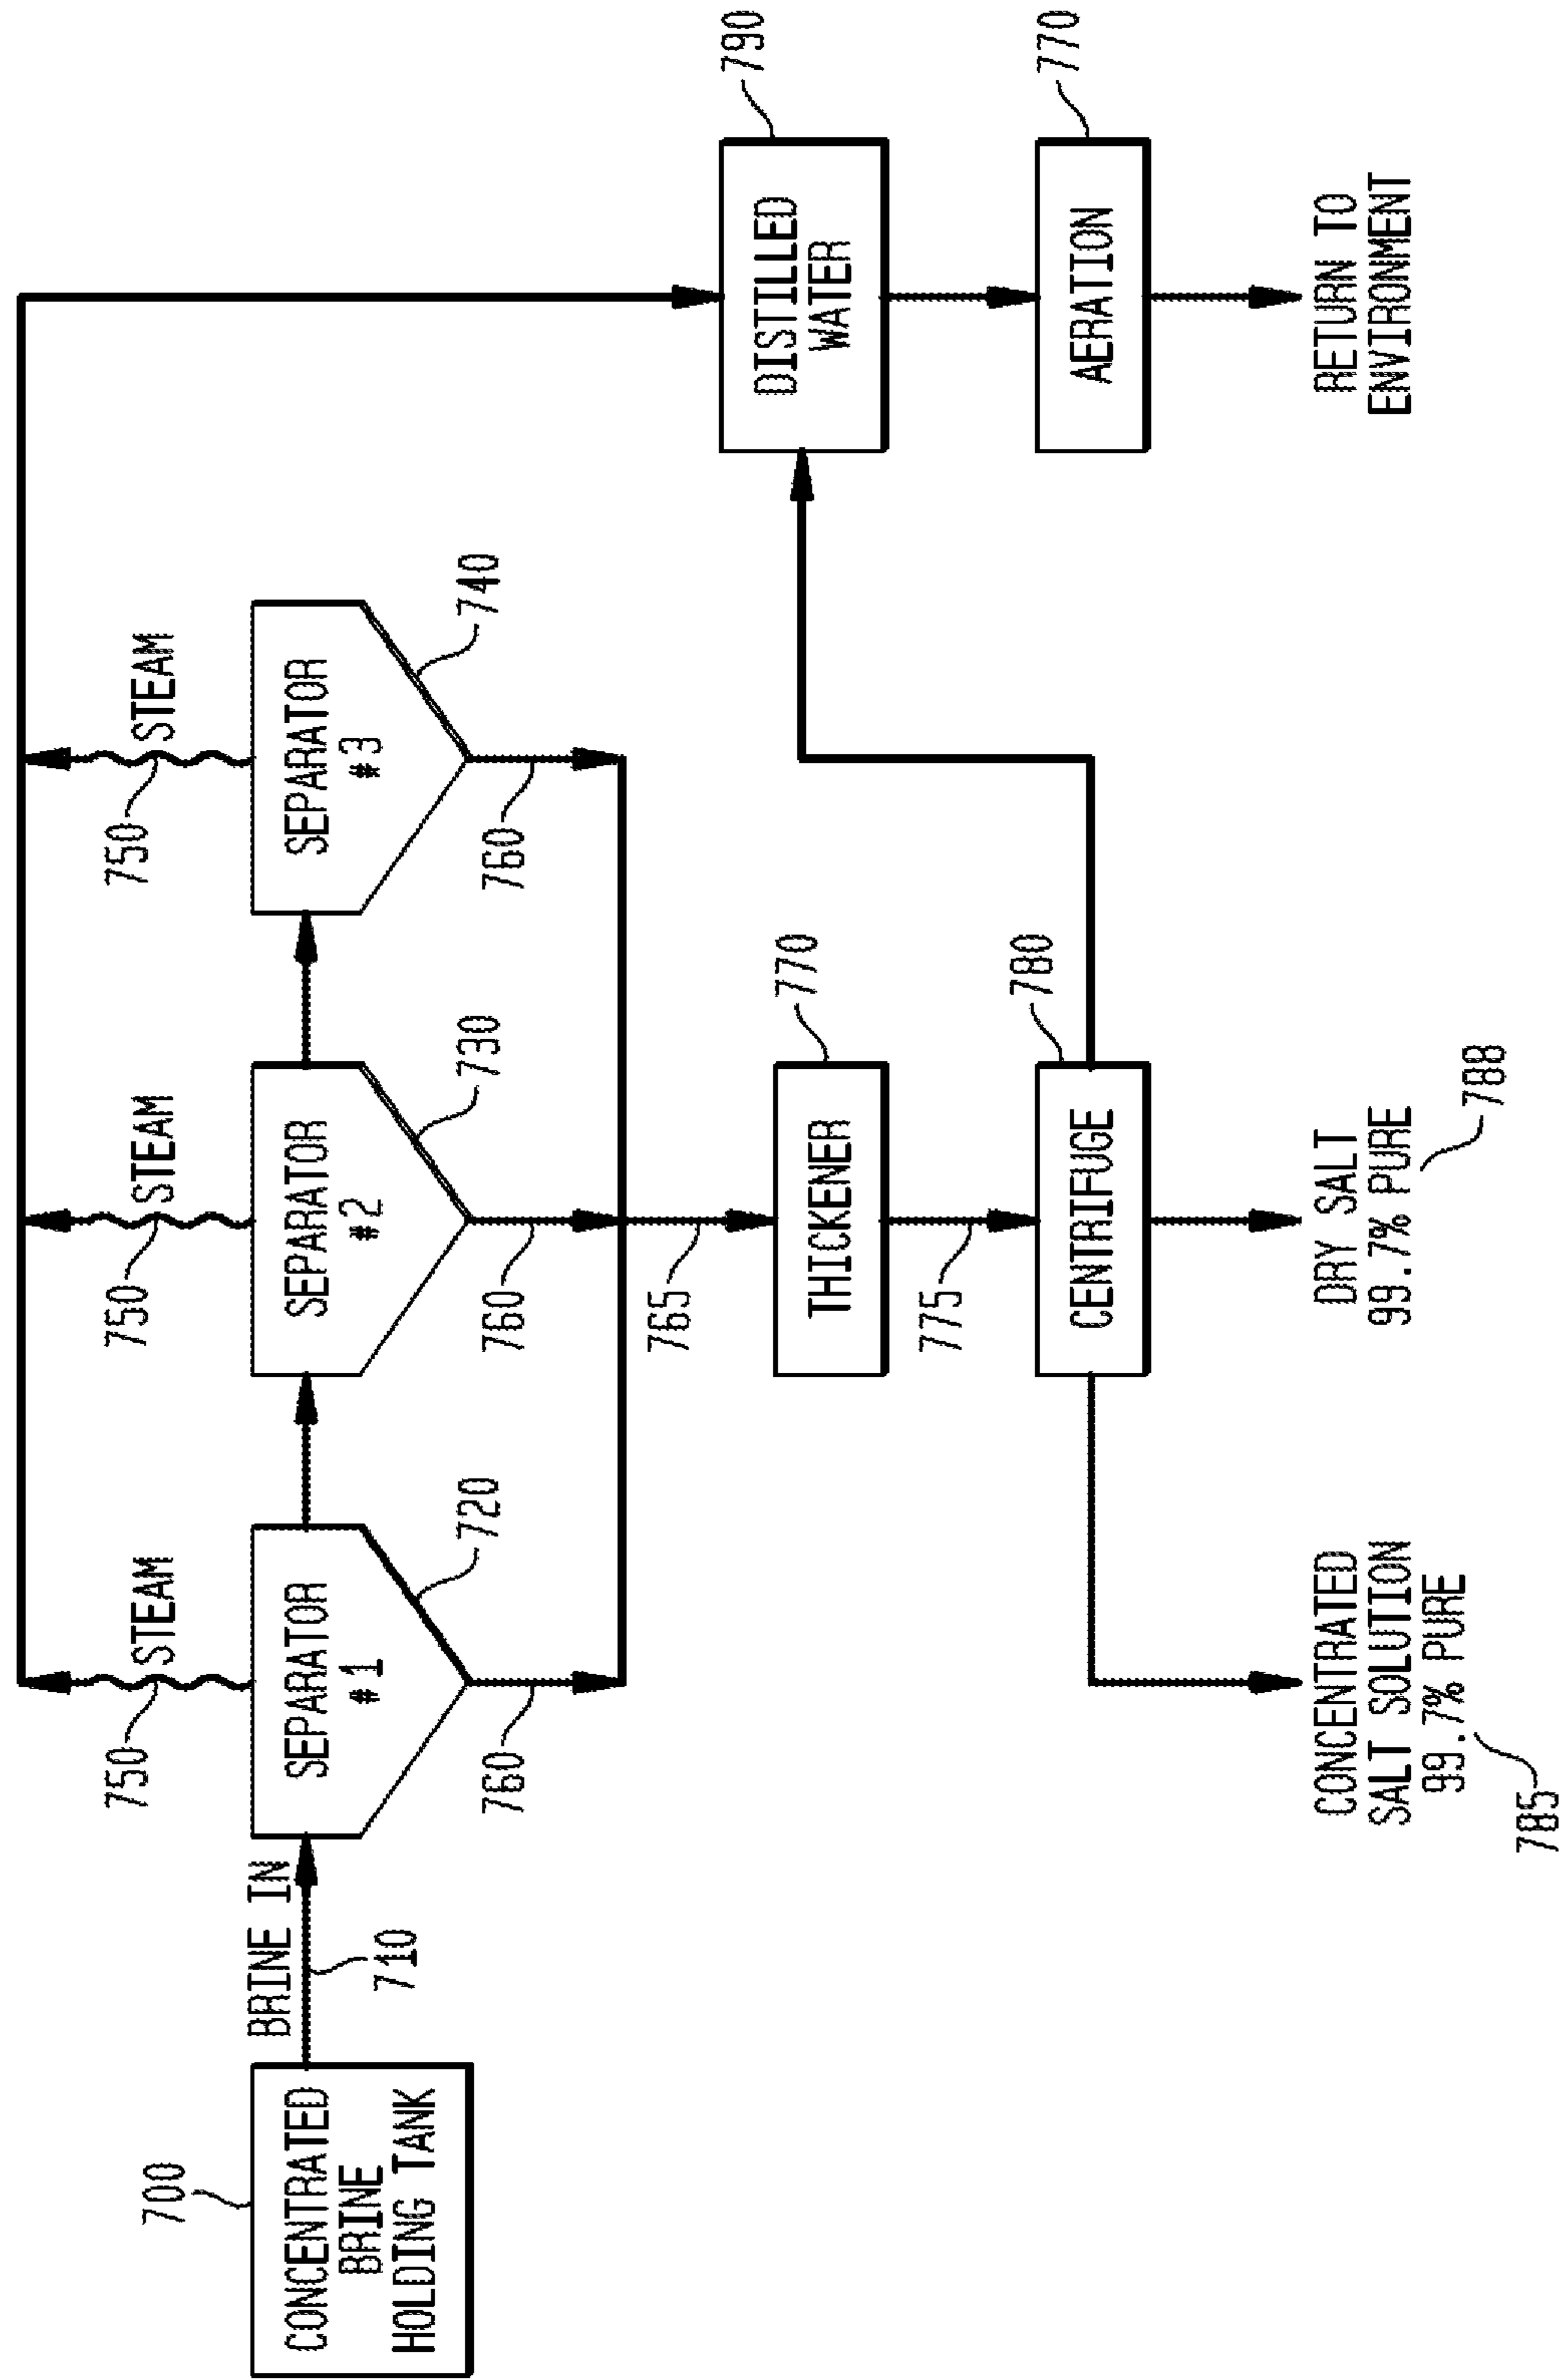 700
CONCENTRATED
BRINE
HOLDING TANK
BRINE IN
710
750
STEAM
SEPARATOR
#1
720
760
750
STEAM
SEPARATOR
#2
730
760
750
STEAM
SEPARATOR
#3
740
760
765
THICKENER
770
775
CENTRIFUGE
780
CONCENTRATED
SALT SOLUTION
99.7% PURE
785
DRY SALT
99.7% PURE
788
DISTILLED
WATER
790
AERATION
770
RETURN TO
ENVIRONMENT